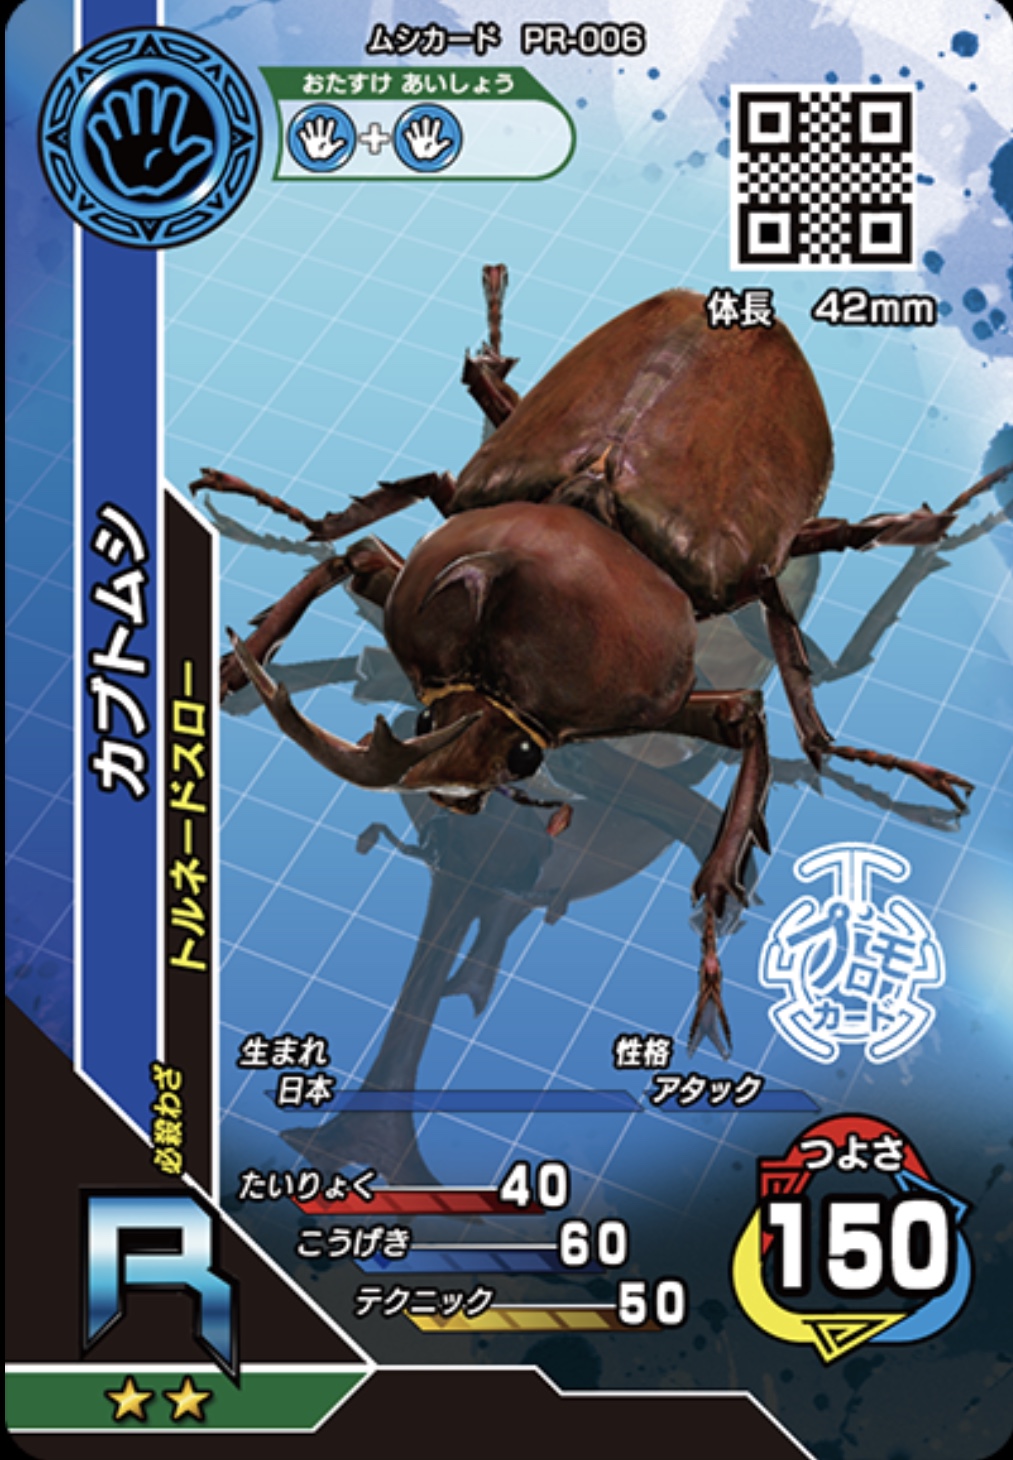 ムシカード PR-006
おたすけ あいしょう
+
体長 42mm
カブトムシ
トルネードスロー
必殺わざ
プロモ
カード
生まれ
日本
性格
アタック
たいりょく 40
こうげき 60
テクニック 50
つよさ
150
R